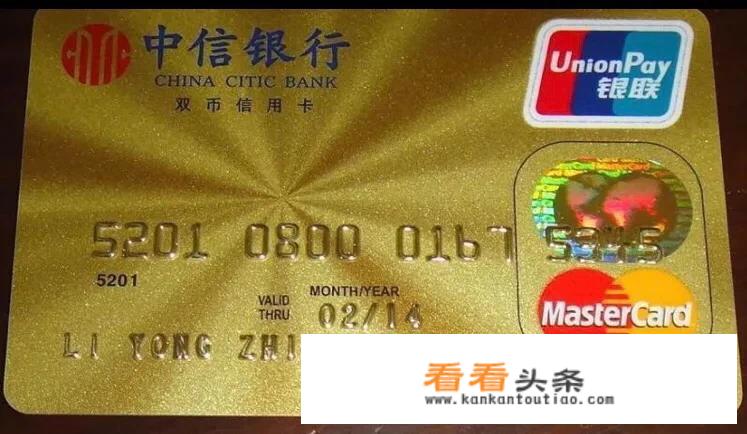 中信银行
CHINA CITIC BANK
双币信用卡
UnionPay
银联
5201 0800 0167
5201
VALID THRU
MONTH/YEAR
02/14
LI YONG ZHI
MasterCard
看看头条
www.kankantoutiao.com